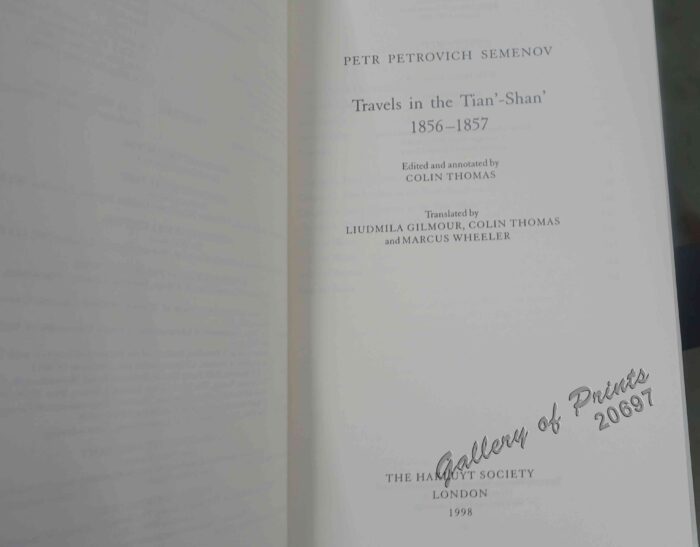 PETR PETROVICH SEMENOV
Travels in the Tian’-Shan’
1856–1857
Edited and annotated by
COLIN THOMAS
Translated by
LIUDMILA GILMOUR, COLIN THOMAS
and MARCUS WHEELER
Gallery of Prints
20697
THE HAKLUYT SOCIETY
LONDON
1998